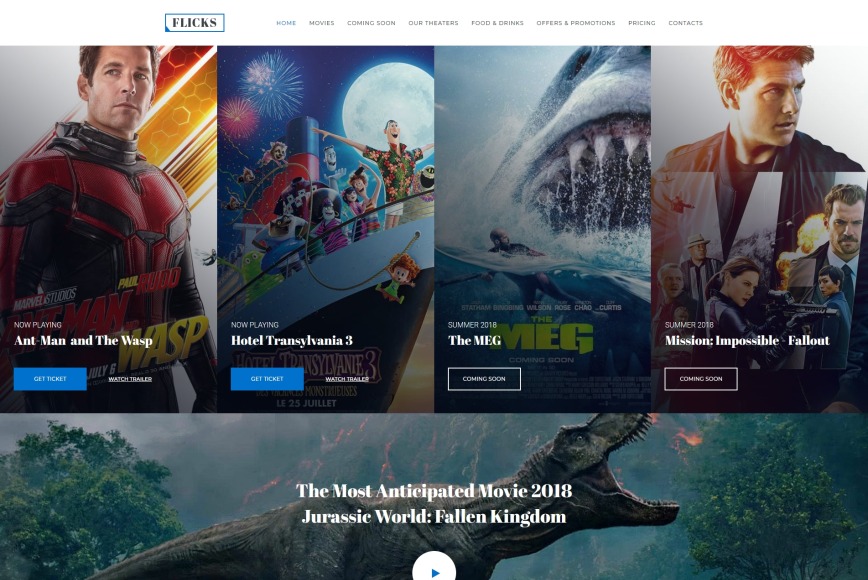 FLICKS
HOME MOVIES COMING SOON OUR THEATERS FOOD & DRINKS OFFERS & PROMOTIONS PRICING CONTACTS
MARVEL STUDIOS
PAUL RUDD
ANT-MAN
WASP
JULY 6
NOW PLAYING
Ant-Man and The Wasp
GET TICKET WATCH TRAILER
NOW PLAYING
Hotel Transylvania 3
GET TICKET WATCH TRAILER
HOTEL TRANSYLVANIE 3
DES VACANCES MONSTRUEUSES
LE 25 JUILLET
STATHAM BINGBING WILSON ROSE CHAO CURTIS
SUMMER 2018
The MEG
THE
MEG
COMING SOON
COMING SOON
SUMMER 2018
Mission: Impossible - Fallout
COMING SOON
The Most Anticipated Movie 2018
Jurassic World: Fallen Kingdom